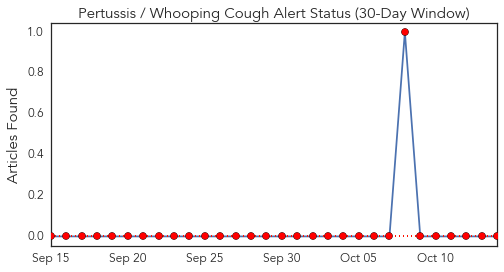 Pertussis / Whooping Cough Alert Status (30-Day Window)
Articles Found
1.0
0.8
0.6
0.4
0.2
0.0
Sep 15 Sep 20 Sep 25 Sep 30 Oct 05 Oct 10